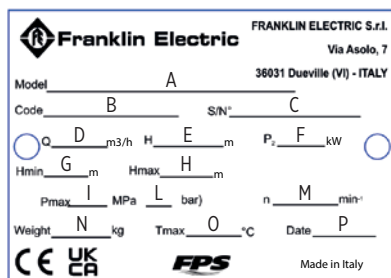 Franklin Electric
FRANKLIN ELECTRIC S.r.l.
Via Asolo, 7
36031 Dueville (VI) - ITALY
Model A
Code B S/N° C
Q D m3/h H E m P₂ F kW
Hmin G m Hmax H m
Pmax I MPa L bar) n M min⁻¹
Weight N kg Tmax O °C Date P
CE UK CA FPS Made in Italy